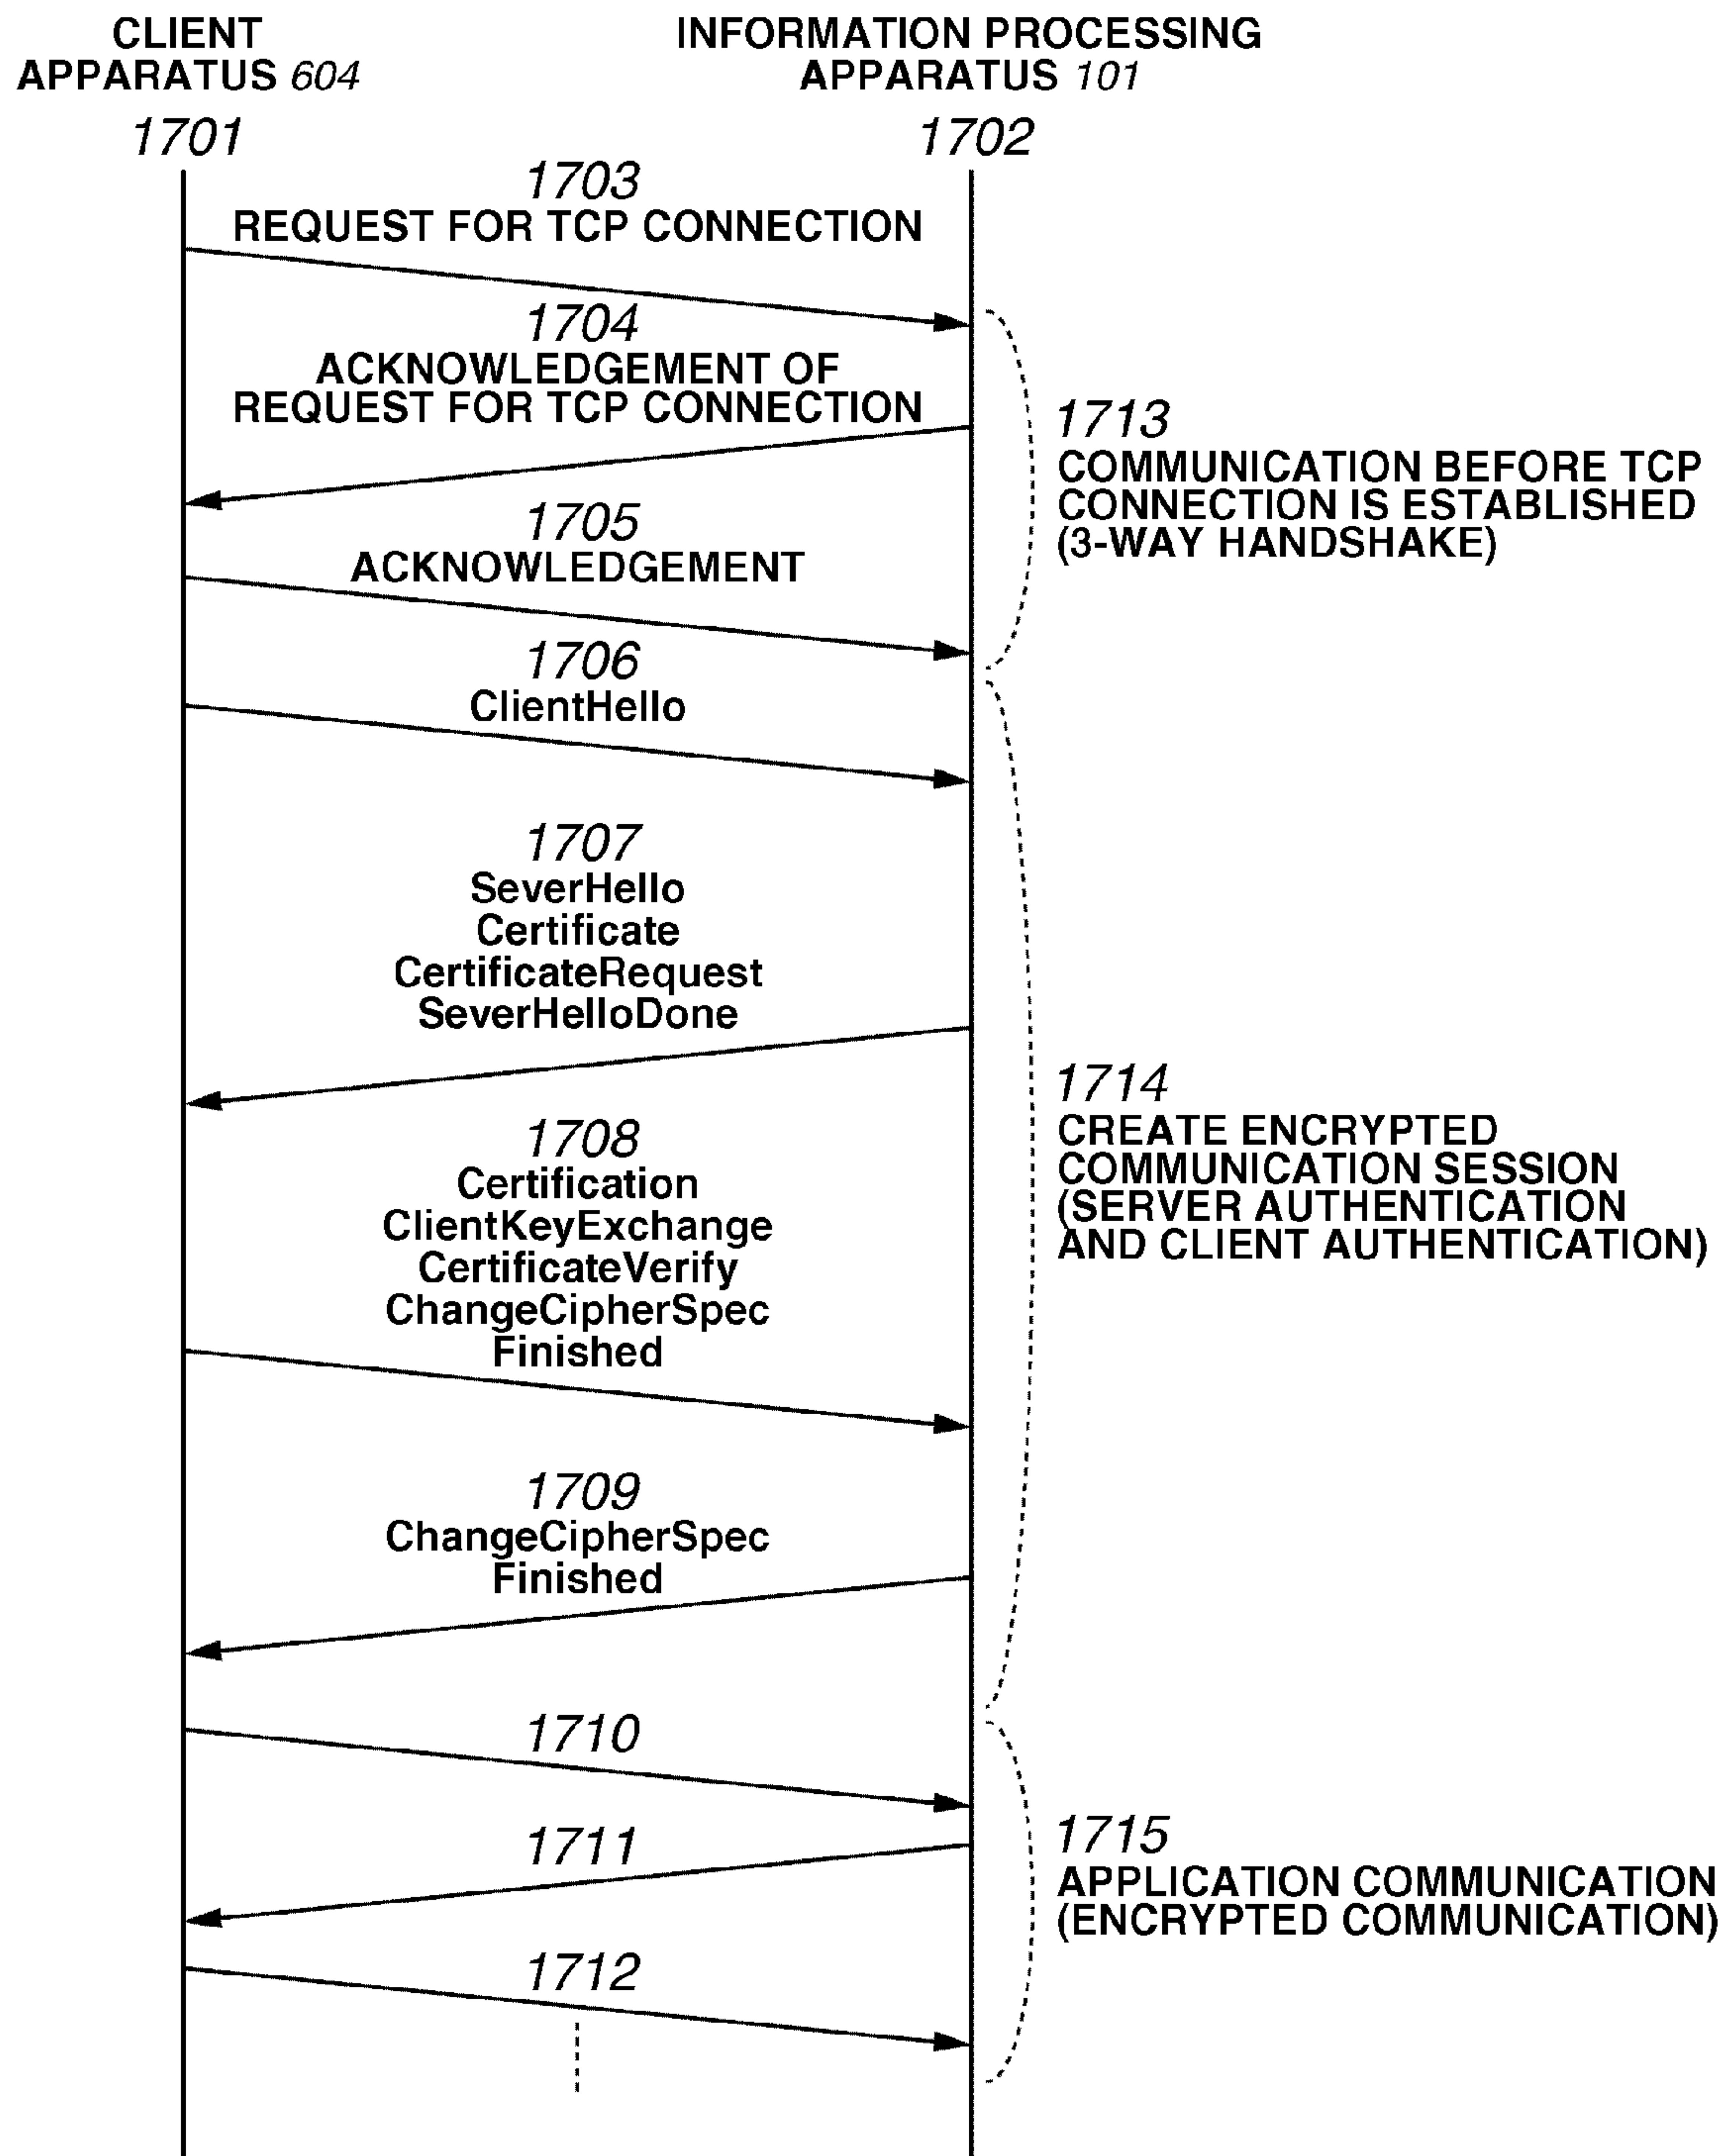 CLIENT
APPARATUS 604
INFORMATION PROCESSING
APPARATUS 101
1701
1702
1703
REQUEST FOR TCP CONNECTION
1704
ACKNOWLEDGEMENT OF
REQUEST FOR TCP CONNECTION
1713
COMMUNICATION BEFORE TCP
CONNECTION IS ESTABLISHED
(3-WAY HANDSHAKE)
1705
ACKNOWLEDGEMENT
1706
ClientHello
1707
SeverHello
Certificate
CertificateRequest
SeverHelloDone
1714
CREATE ENCRYPTED
COMMUNICATION SESSION
(SERVER AUTHENTICATION
AND CLIENT AUTHENTICATION)
1708
Certification
ClientKeyExchange
CertificateVerify
ChangeCipherSpec
Finished
1709
ChangeCipherSpec
Finished
1710
1711
1715
APPLICATION COMMUNICATION
(ENCRYPTED COMMUNICATION)
1712